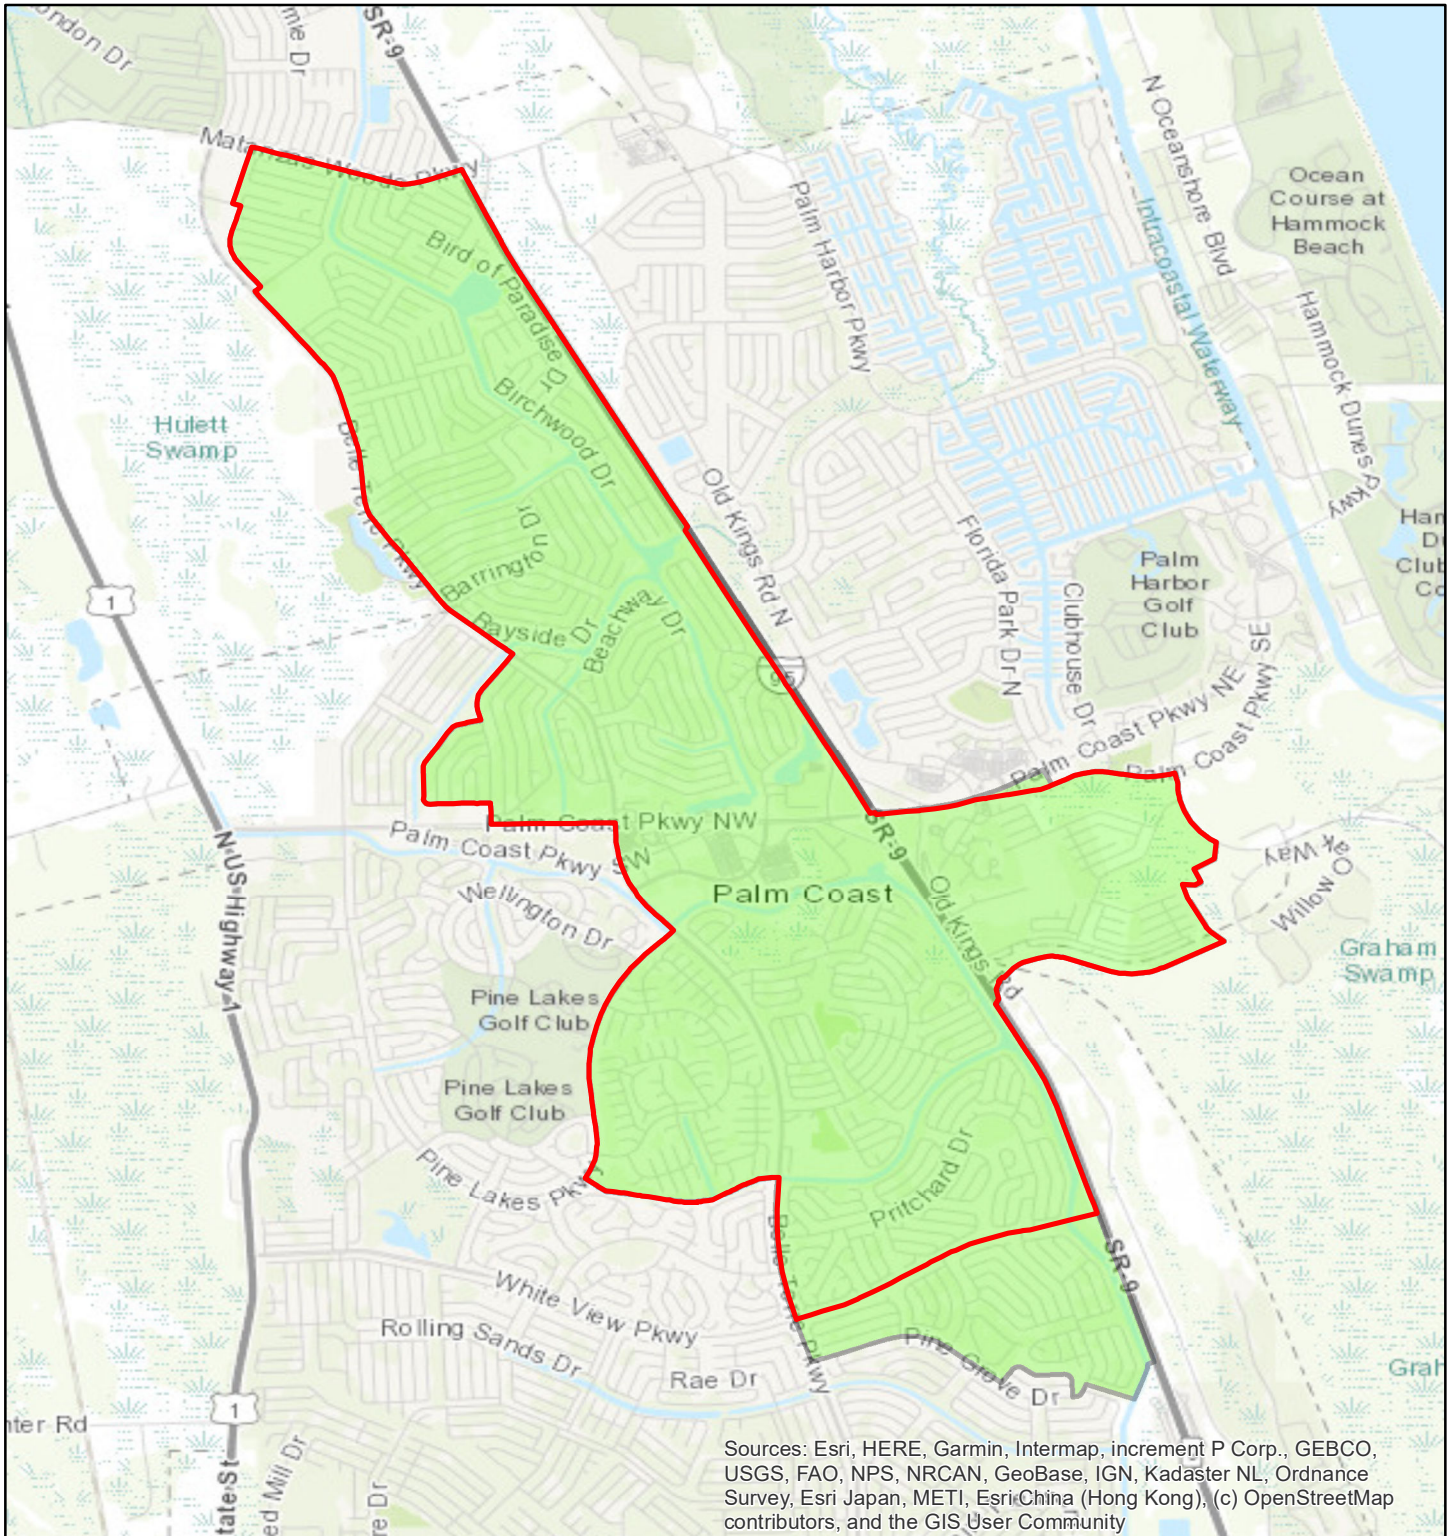 SR-9
Matanzas Woods Pkwy
N Oceanshore Blvd
Ocean
Course at
Hammock
Beach
Palm Harbor Pkwy
Intracoastal Waterway
Bird of Paradise Dr
Hammock Dunes Pkwy
Hulett
Swamp
Birchwood Dr
Belle Terre Pkwy
Old Kings Rd N
Florida Park Dr N
Palm
Harbor
Golf
Club
Clubhouse Dr
1
Barrington Dr
Bayside Dr
Beachway Dr
95
Palm Coast Pkwy NE
Palm Coast Pkwy SE
Palm Coast Pkwy NW
Palm Coast Pkwy SW
SR-9
N US Highway 1
Wellington Dr
Palm Coast
Old Kings Rd
Willow Oak Way
Graham
Swamp
Pine Lakes
Golf Club
Pine Lakes
Golf Club
Pine Lakes Pkwy
Pritchard Dr
Belle Terre Pkwy
SR-9
White View Pkwy
Rolling Sands Dr
Rae Dr
Pine Grove Dr
1
Sources: Esri, HERE, Garmin, Intermap, increment P Corp., GEBCO,
USGS, FAO, NPS, NRCAN, GeoBase, IGN, Kadaster NL, Ordnance
Survey, Esri Japan, METI, Esri China (Hong Kong), (c) OpenStreetMap
contributors, and the GIS User Community